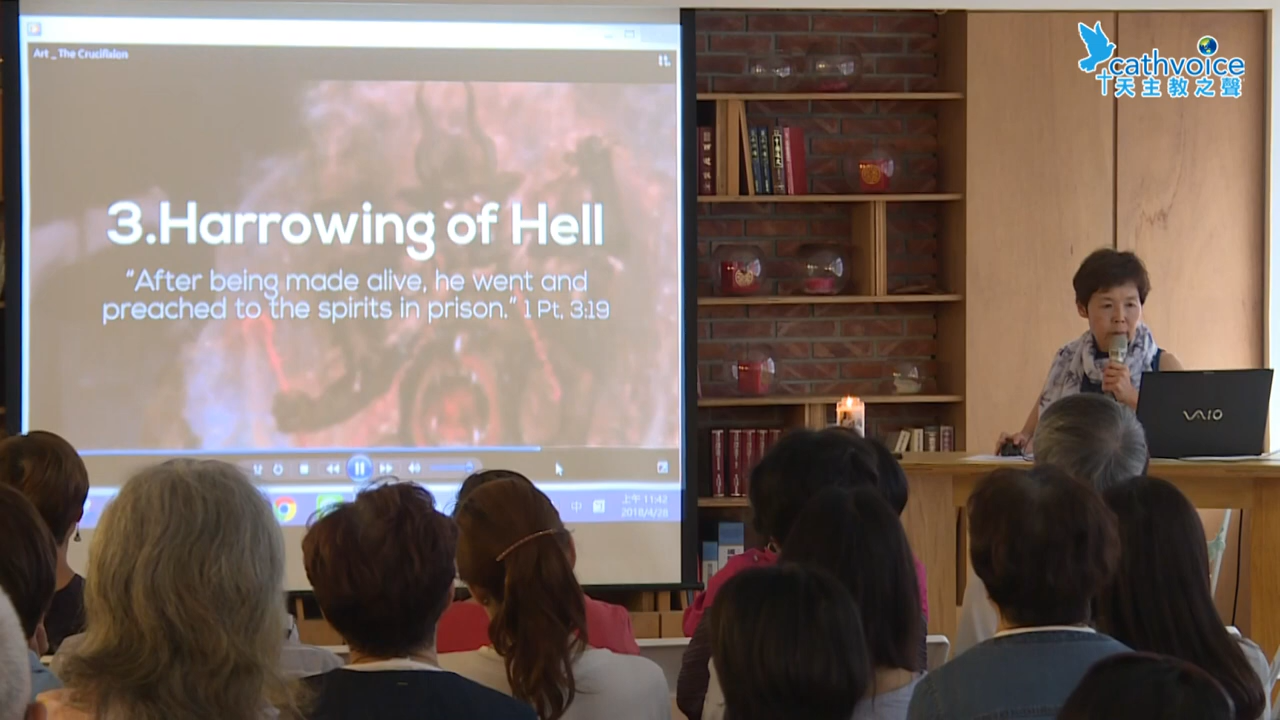 Art _ The Crucifixion
3.Harrowing of Hell
“After being made alive, he went and
preached to the spirits in prison.” 1 Pt, 3:19
中
上午 11:42
2018/4/28
cathvoice
天主教之聲
VAIO